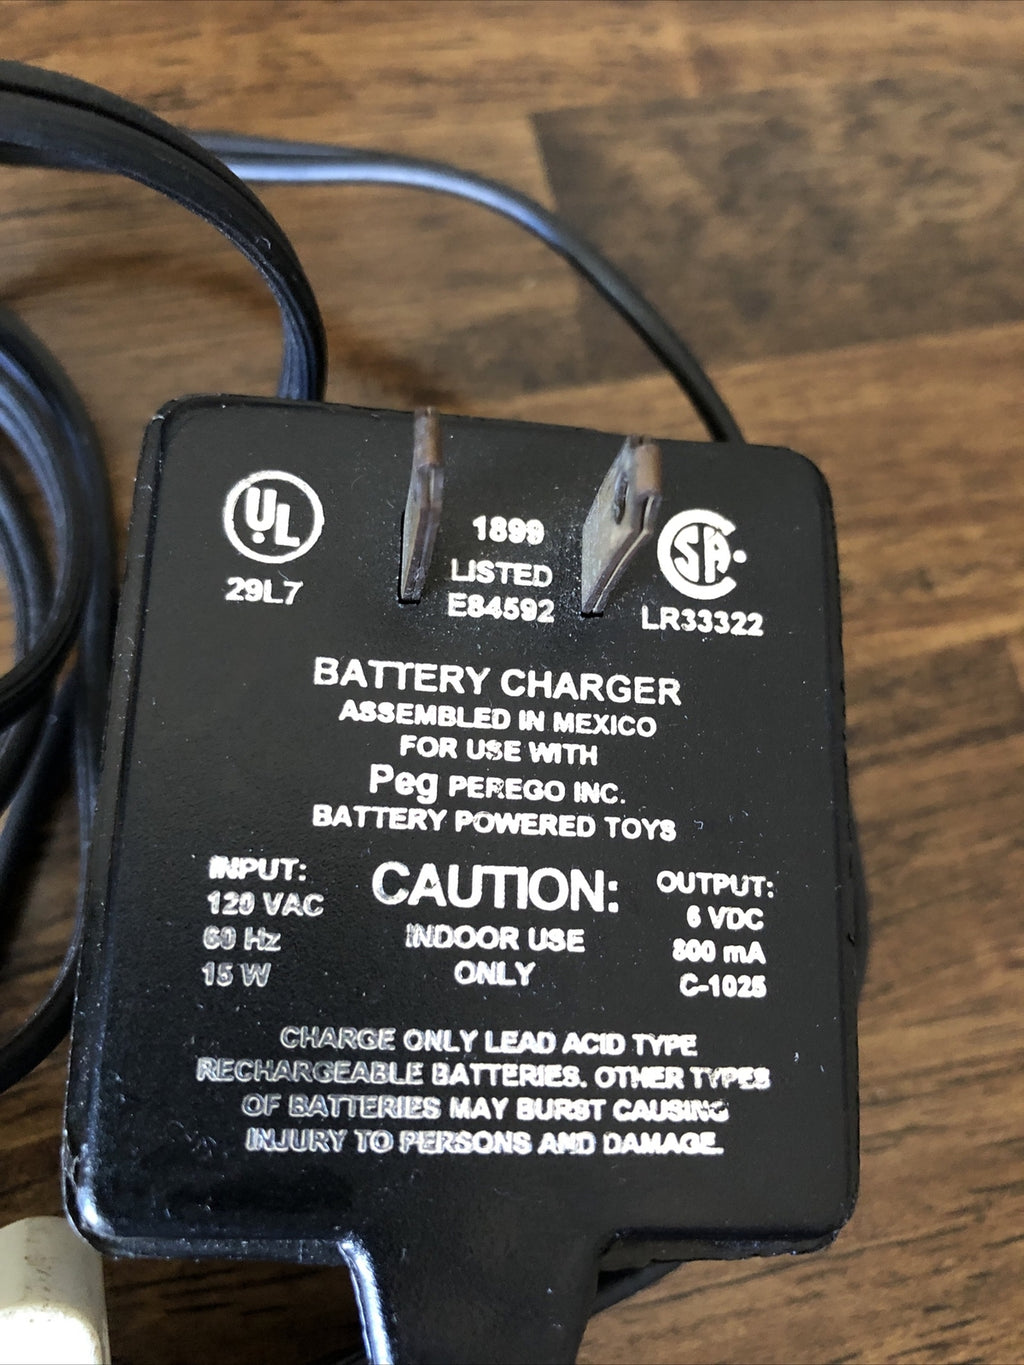 UL
29L7
1899
LISTED
E84592
SA
LR33322
BATTERY CHARGER
ASSEMBLED IN MEXICO
FOR USE WITH
Peg PEREGO INC.
BATTERY POWERED TOYS
INPUT:
120 VAC
60 Hz
15 W
CAUTION:
INDOOR USE
ONLY
OUTPUT:
6 VDC
800 mA
C-1025
CHARGE ONLY LEAD ACID TYPE
RECHARGEABLE BATTERIES. OTHER TYPES
OF BATTERIES MAY BURST CAUSING
INJURY TO PERSONS AND DAMAGE.